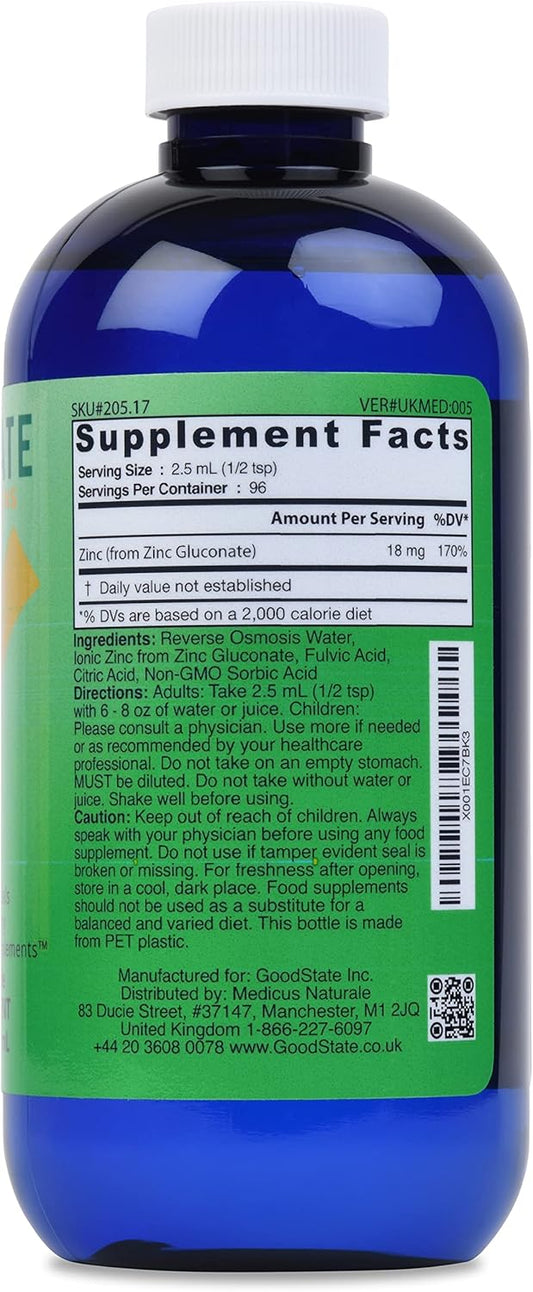 ATE
SKU#205.17 VER#UKMED:005
Supplement Facts
Serving Size : 2.5 mL (1/2 tsp)
Servings Per Container : 96
Amount Per Serving %DV*
Zinc (from Zinc Gluconate) 18 mg 170%
† Daily value not established
*% DVs are based on a 2,000 calorie diet
Ingredients: Reverse Osmosis Water,
Ionic Zinc from Zinc Gluconate, Fulvic Acid,
Citric Acid, Non-GMO Sorbic Acid
Directions: Adults: Take 2.5 mL (1/2 tsp)
with 6 - 8 oz of water or juice. Children:
Please consult a physician. Use more if needed
or as recommended by your healthcare
professional. Do not take on an empty stomach.
MUST be diluted. Do not take without water or
juice. Shake well before using.
Caution: Keep out of reach of children. Always
speak with your physician before using any food
supplement. Do not use if tamper evident seal is
broken or missing. For freshness after opening,
store in a cool, dark place. Food supplements
should not be used as a substitute for a
balanced and varied diet. This bottle is made
from PET plastic.
X001EC7BK3
ements™
NT
mL
Manufactured for: GoodState Inc.
Distributed by: Medicus Naturale
83 Ducie Street, #37147, Manchester, M1 2JQ
United Kingdom 1-866-227-6097
+44 20 3608 0078 www.GoodState.co.uk